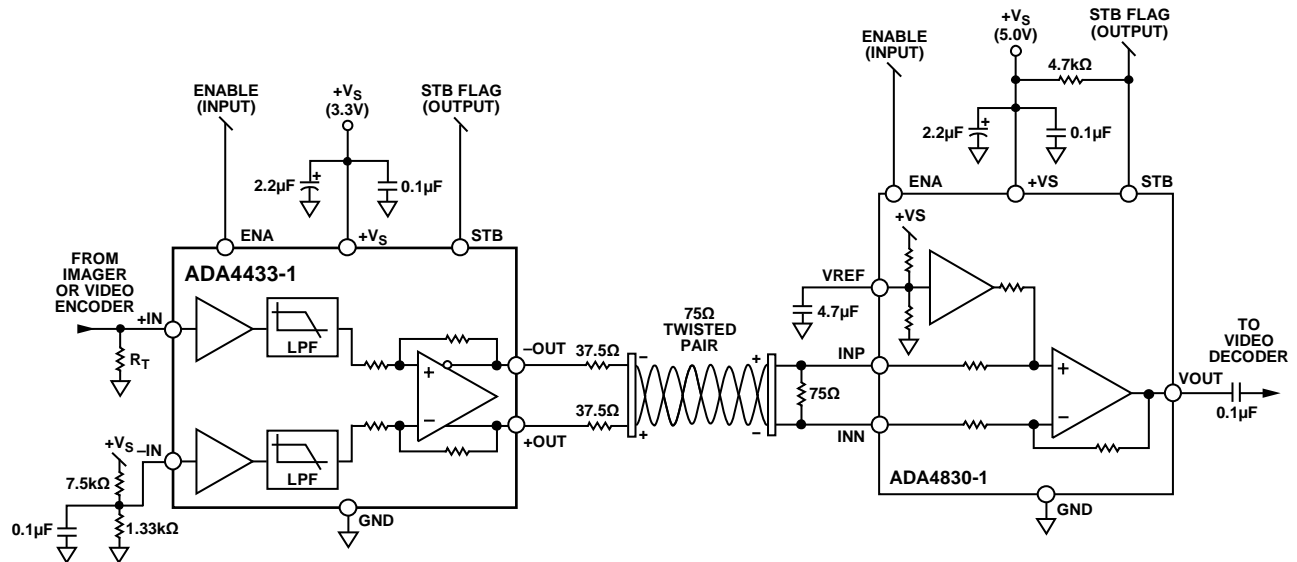 ENABLE
(INPUT)
+VS
(3.3V)
STB FLAG
(OUTPUT)
2.2µF
+
0.1µF
ENA
+VS
STB
FROM
IMAGER
OR VIDEO
ENCODER
ADA4433-1
+IN
RT
LPF
+
−
−OUT
+OUT
+VS
−IN
7.5kΩ
LPF
0.1µF
1.33kΩ
GND
37.5Ω
37.5Ω
75Ω
TWISTED
PAIR
−
+
+
−
ENABLE
(INPUT)
+VS
(5.0V)
STB FLAG
(OUTPUT)
4.7kΩ
2.2µF
+
0.1µF
ENA
+VS
STB
+VS
VREF
4.7µF
INP
75Ω
INN
+
−
VOUT
TO
VIDEO
DECODER
0.1µF
ADA4830-1
GND